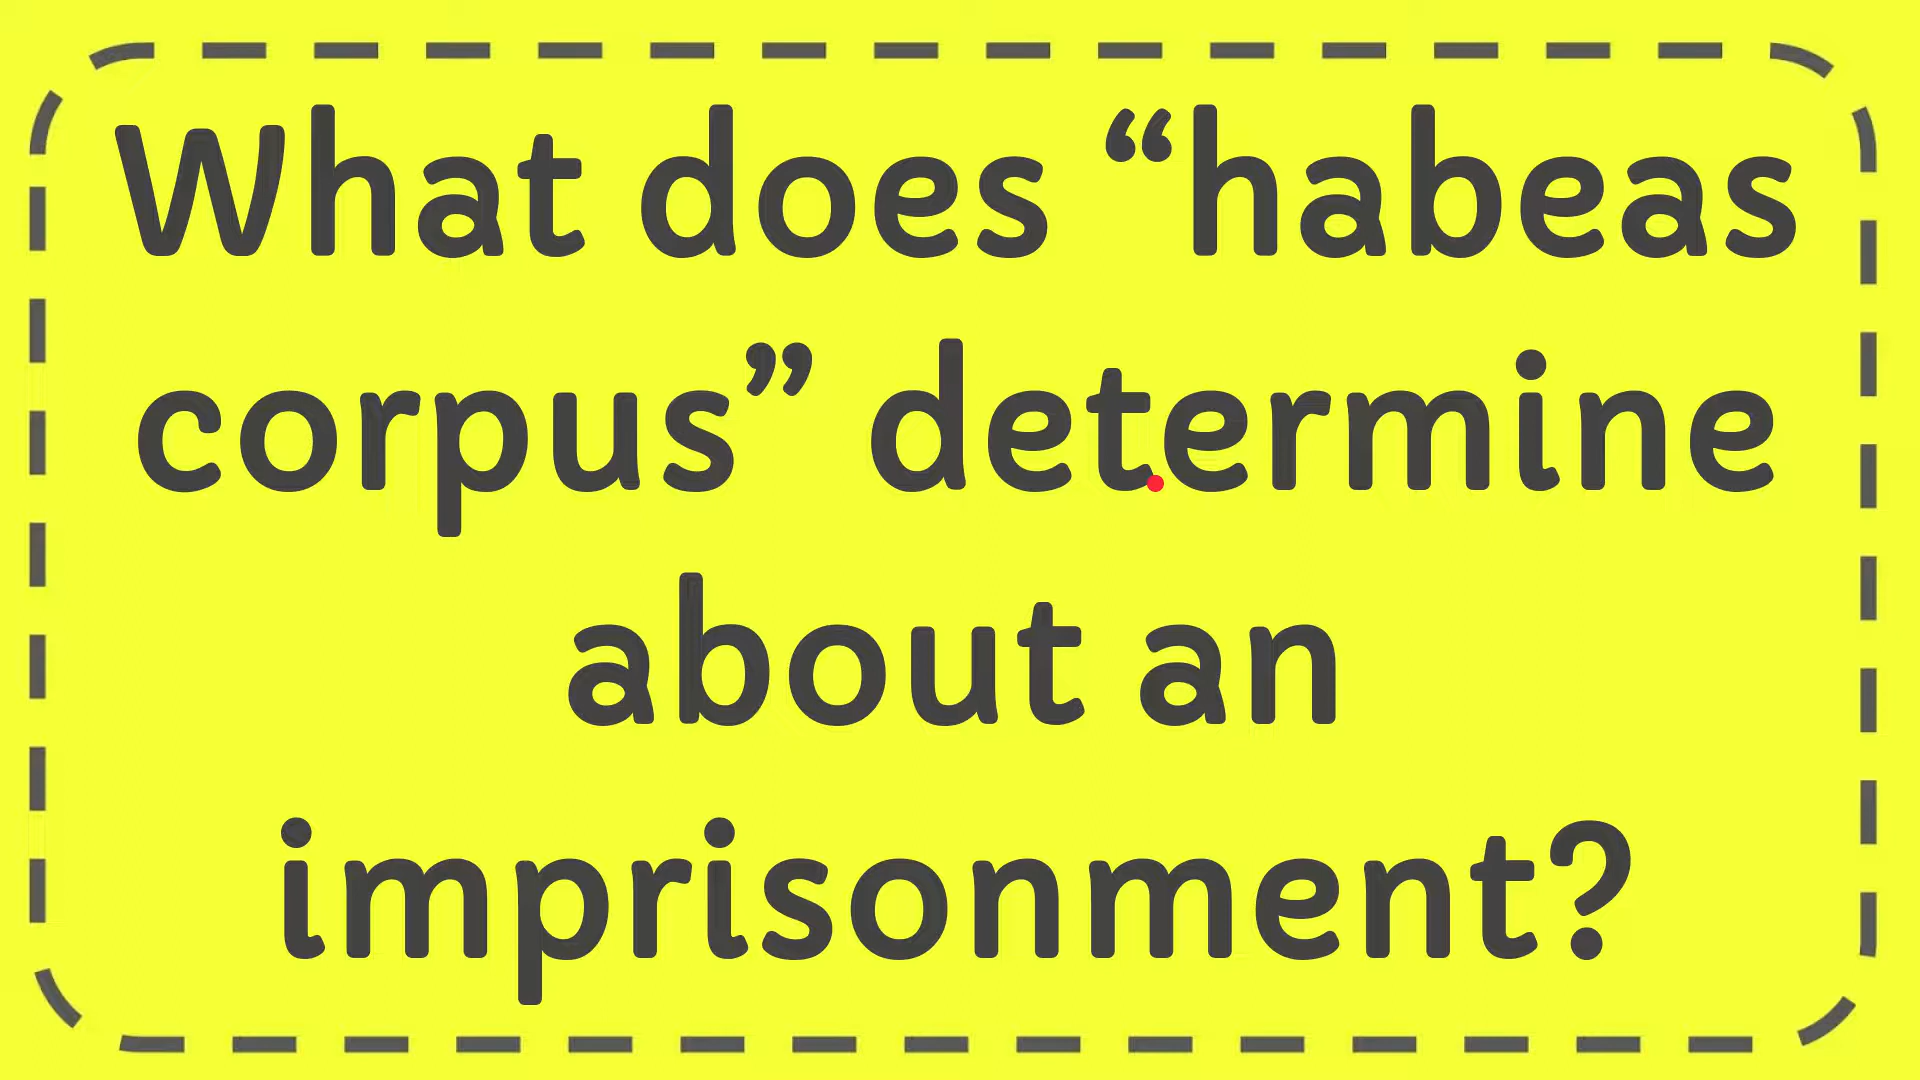 What does “habeas
corpus” determine
about an
imprisonment?